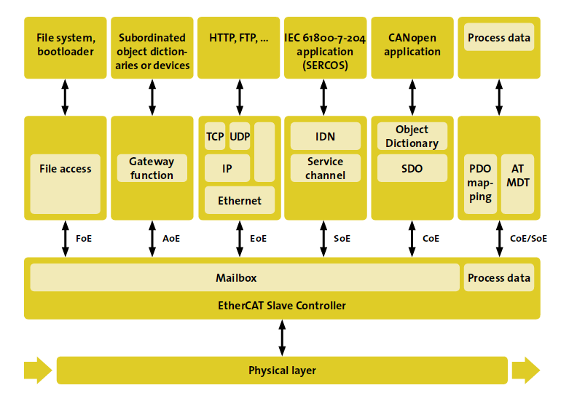 File system,
bootloader
Subordinated
object diction-
aries or devices
HTTP, FTP, ...
IEC 61800-7-204
application
(SERCOS)
CANopen
application
Process data
File access
Gateway
function
TCP
UDP
IP
Ethernet
IDN
Service
channel
Object
Dictionary
SDO
PDO
map-
ping
AT
MDT
FoE
AoE
EoE
SoE
CoE
CoE/SoE
Mailbox
Process data
EtherCAT Slave Controller
Physical layer